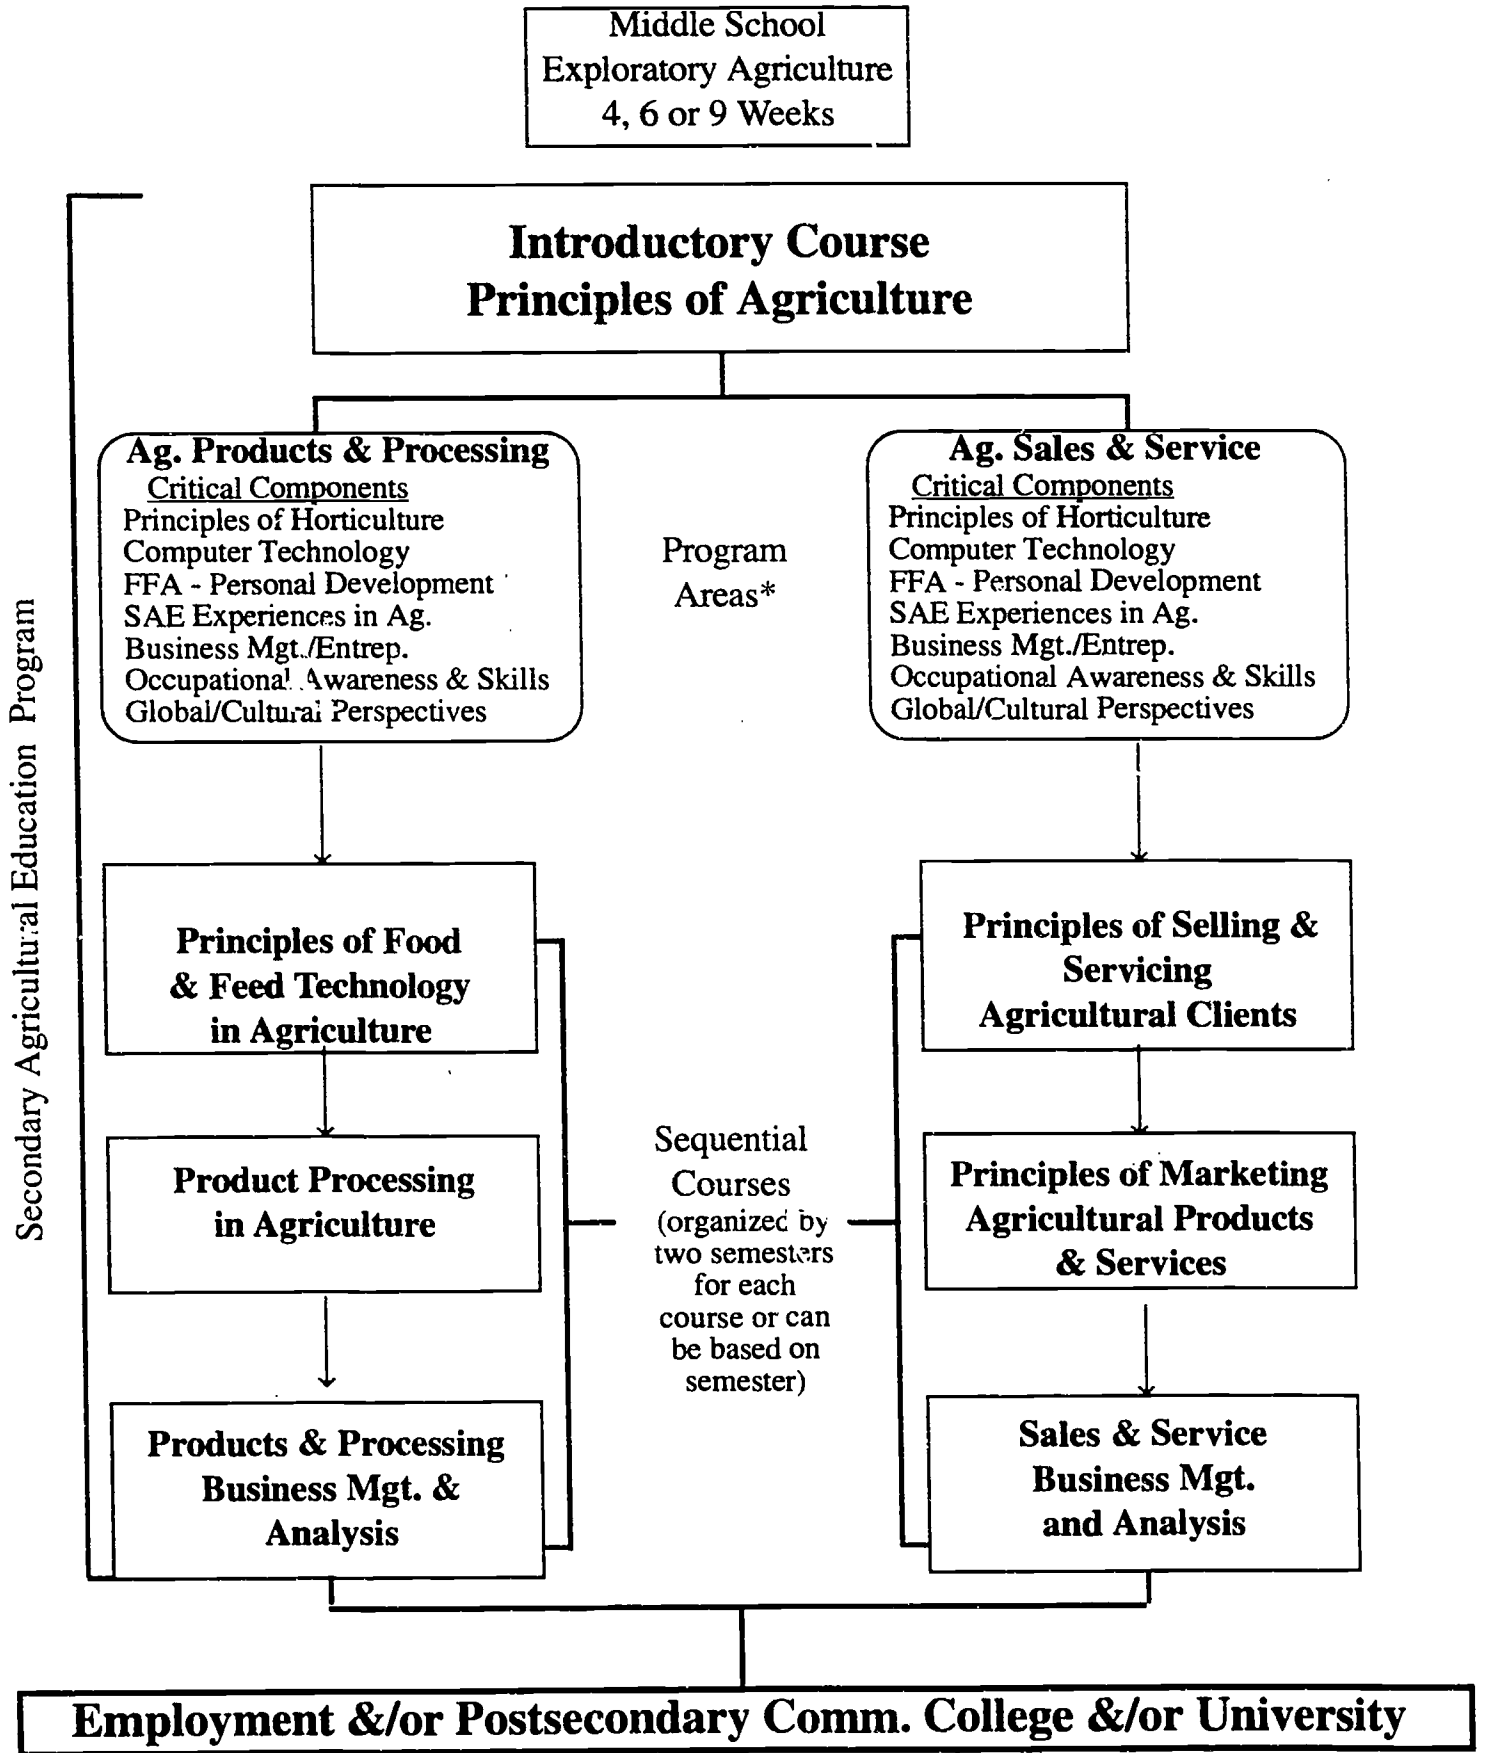 Middle School
Exploratory Agriculture
4, 6 or 9 Weeks
Introductory Course
Principles of Agriculture
Secondary Agricultural Education Program
Ag. Products & Processing
Critical Components
Principles of Horticulture
Computer Technology
FFA - Personal Development
SAE Experiences in Ag.
Business Mgt./Entrep.
Occupational Awareness & Skills
Global/Cultural Perspectives
Program
Areas*
Ag. Sales & Service
Critical Components
Principles of Horticulture
Computer Technology
FFA - Personal Development
SAE Experiences in Ag.
Business Mgt./Entrep.
Occupational Awareness & Skills
Global/Cultural Perspectives
Principles of Food
& Feed Technology
in Agriculture
Product Processing
in Agriculture
Products & Processing
Business Mgt. &
Analysis
Sequential
Courses
(organized by
two semesters
for each
course or can
be based on
semester)
Principles of Selling &
Servicing
Agricultural Clients
Principles of Marketing
Agricultural Products
& Services
Sales & Service
Business Mgt.
and Analysis
Employment &/or Postsecondary Comm. College &/or University